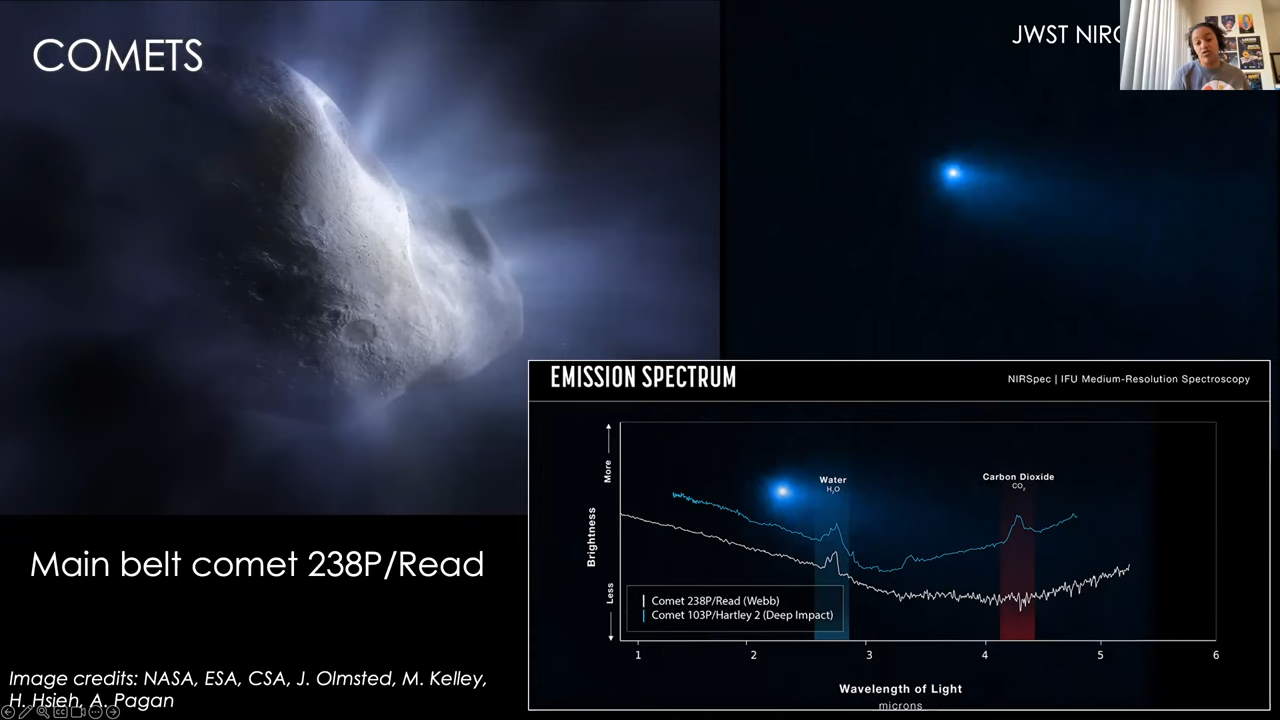 COMETS
JWST NIRC
Main belt comet 238P/Read
Image credits: NASA, ESA, CSA, J. Olmsted, M. Kelley,
H. Hsieh, A. Pagan
EMISSION SPECTRUM
NIRSpec | IFU Medium-Resolution Spectroscopy
More
Brightness
Less
Water
H₂O
Carbon Dioxide
CO₂
Comet 238P/Read (Webb)
Comet 103P/Hartley 2 (Deep Impact)
1 2 3 4 5 6
Wavelength of Light
microns